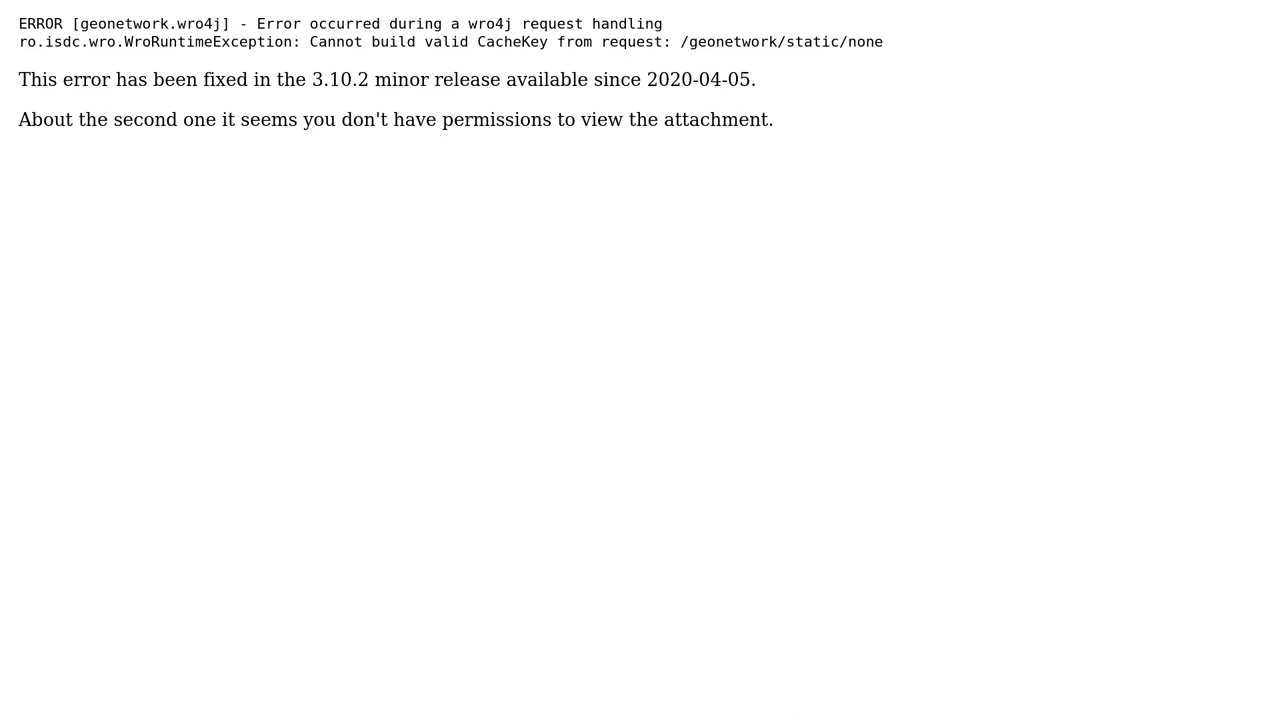 ERROR [geonetwork.wro4j] - Error occurred during a wro4j request handling
ro.isdc.wro.WroRuntimeException: Cannot build valid CacheKey from request: /geonetwork/static/none
This error has been fixed in the 3.10.2 minor release available since 2020-04-05.
About the second one it seems you don't have permissions to view the attachment.